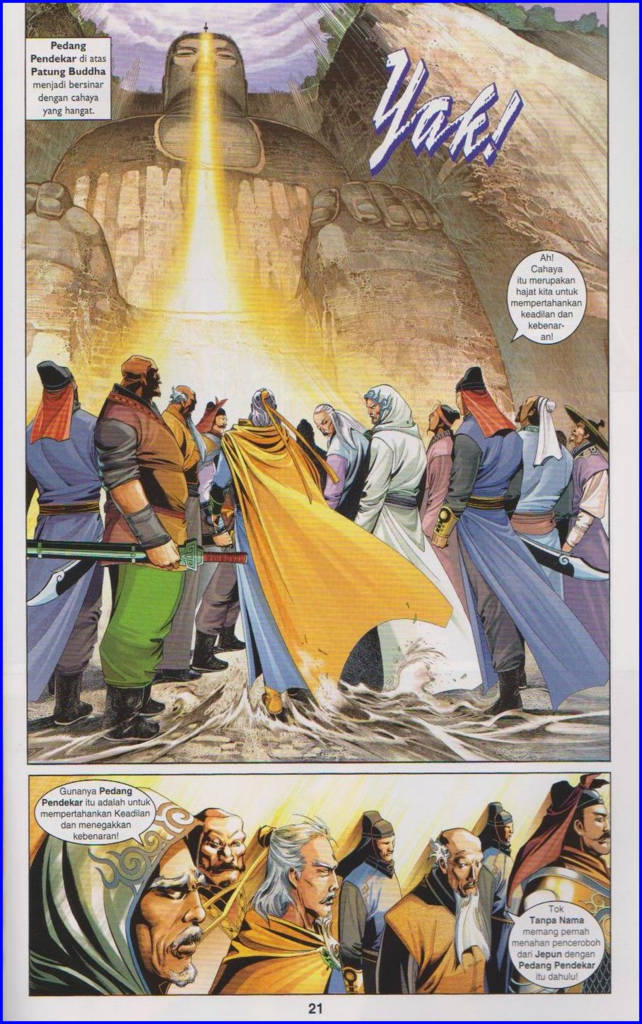 Pedang
Pendekar di atas
Patung Buddha
menjadi bersinar
dengan cahaya
yang hangat.
Yak!
Ah!
Cahaya
itu merupakan
hajat kita untuk
mempertahankan
keadilan dan
kebenar-
an!
Gunanya Pedang
Pendekar itu adalah untuk
mempertahankan Keadilan
dan menegakkan
kebenaran!
Tok
Tanpa Nama
memang pernah
menahan penceroboh
dari Jepun dengan
Pedang Pendekar
itu dahulu!
21